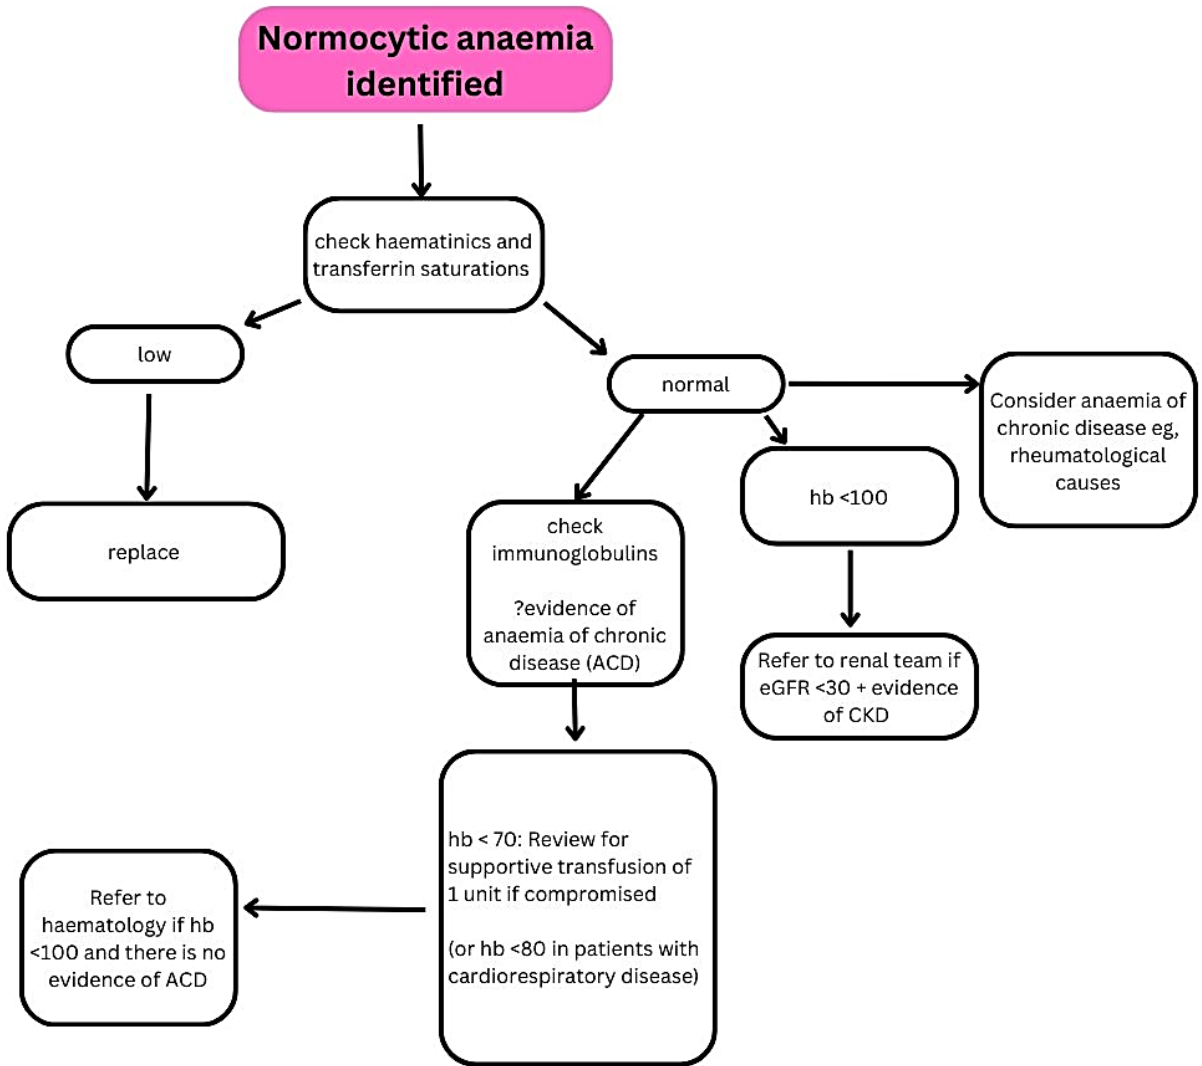 Normocytic anaemia
identified
check haematinics and
transferrin saturations
low
normal
Consider anaemia of
chronic disease eg,
rheumatological
causes
hb <100
replace
check
immunoglobulins
?evidence of
anaemia of chronic
disease (ACD)
Refer to renal team if
eGFR <30 + evidence
of CKD
hb < 70: Review for
supportive transfusion of
1 unit if compromised
(or hb <80 in patients with
cardiorespiratory disease)
Refer to
haematology if hb
<100 and there is no
evidence of ACD